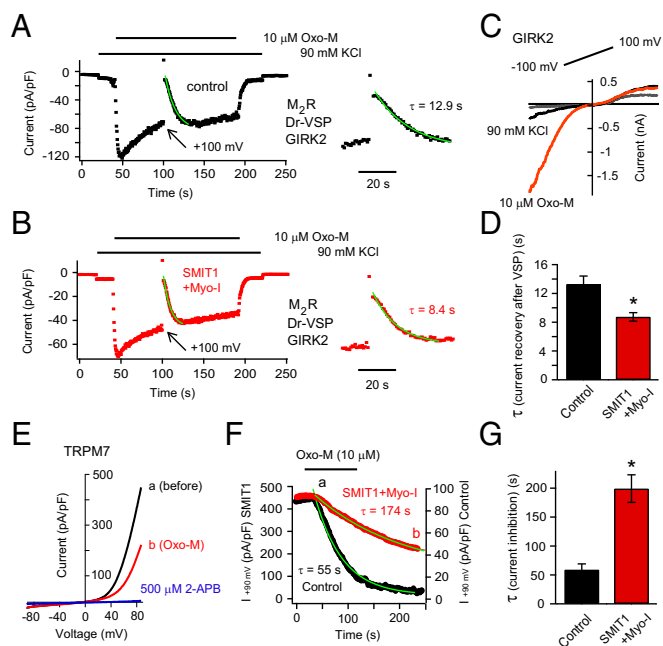 A
10 μM Oxo-M
90 mM KCl
control
M2R
Dr-VSP
GIRK2
+100 mV
τ = 12.9 s
20 s
Current (pA/pF)
0
-40
-80
-120
0 50 100 150 200 250
Time (s)
B
10 μM Oxo-M
90 mM KCl
SMIT1
+Myo-I
M2R
Dr-VSP
GIRK2
+100 mV
τ = 8.4 s
20 s
Current (pA/pF)
0
-20
-40
-60
0 50 100 150 200 250
Time (s)
C
GIRK2
100 mV
-100 mV
90 mM KCl
10 μM Oxo-M
0.5
0
-0.5
-1
-1.5
Current (nA)
D
τ (current recovery after VSP) (s)
16
12
8
4
0
*
Control
SMIT1
+Myo-I
E
TRPM7
500
300
100
Current (pA/pF)
a (before)
b (Oxo-M)
500 μM 2-APB
-80 -40 0 40 80
Voltage (mV)
F
Oxo-M (10 μM)
a
SMIT1+Myo-I
τ = 174 s
b
τ = 55 s
Control
I +90 mV (pA/pF) SMIT1
500
400
300
200
100
0
I +90 mV (pA/pF) Control
100
80
60
40
20
0
0 100 200
Time (s)
G
τ (current inhibition) (s)
200
150
100
50
0
*
Control
SMIT1
+Myo-I